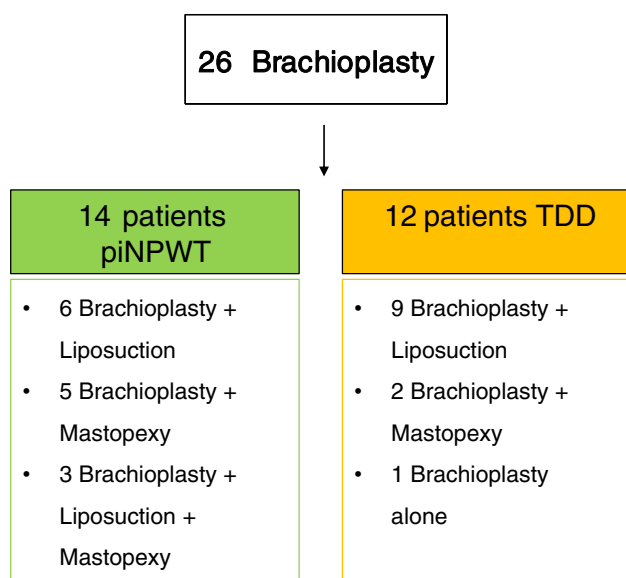 26 Brachioplasty
14 patients
piNPWT
• 6 Brachioplasty +
Liposuction
• 5 Brachioplasty +
Mastopexy
• 3 Brachioplasty +
Liposuction +
Mastopexy
12 patients TDD
• 9 Brachioplasty +
Liposuction
• 2 Brachioplasty +
Mastopexy
• 1 Brachioplasty
alone